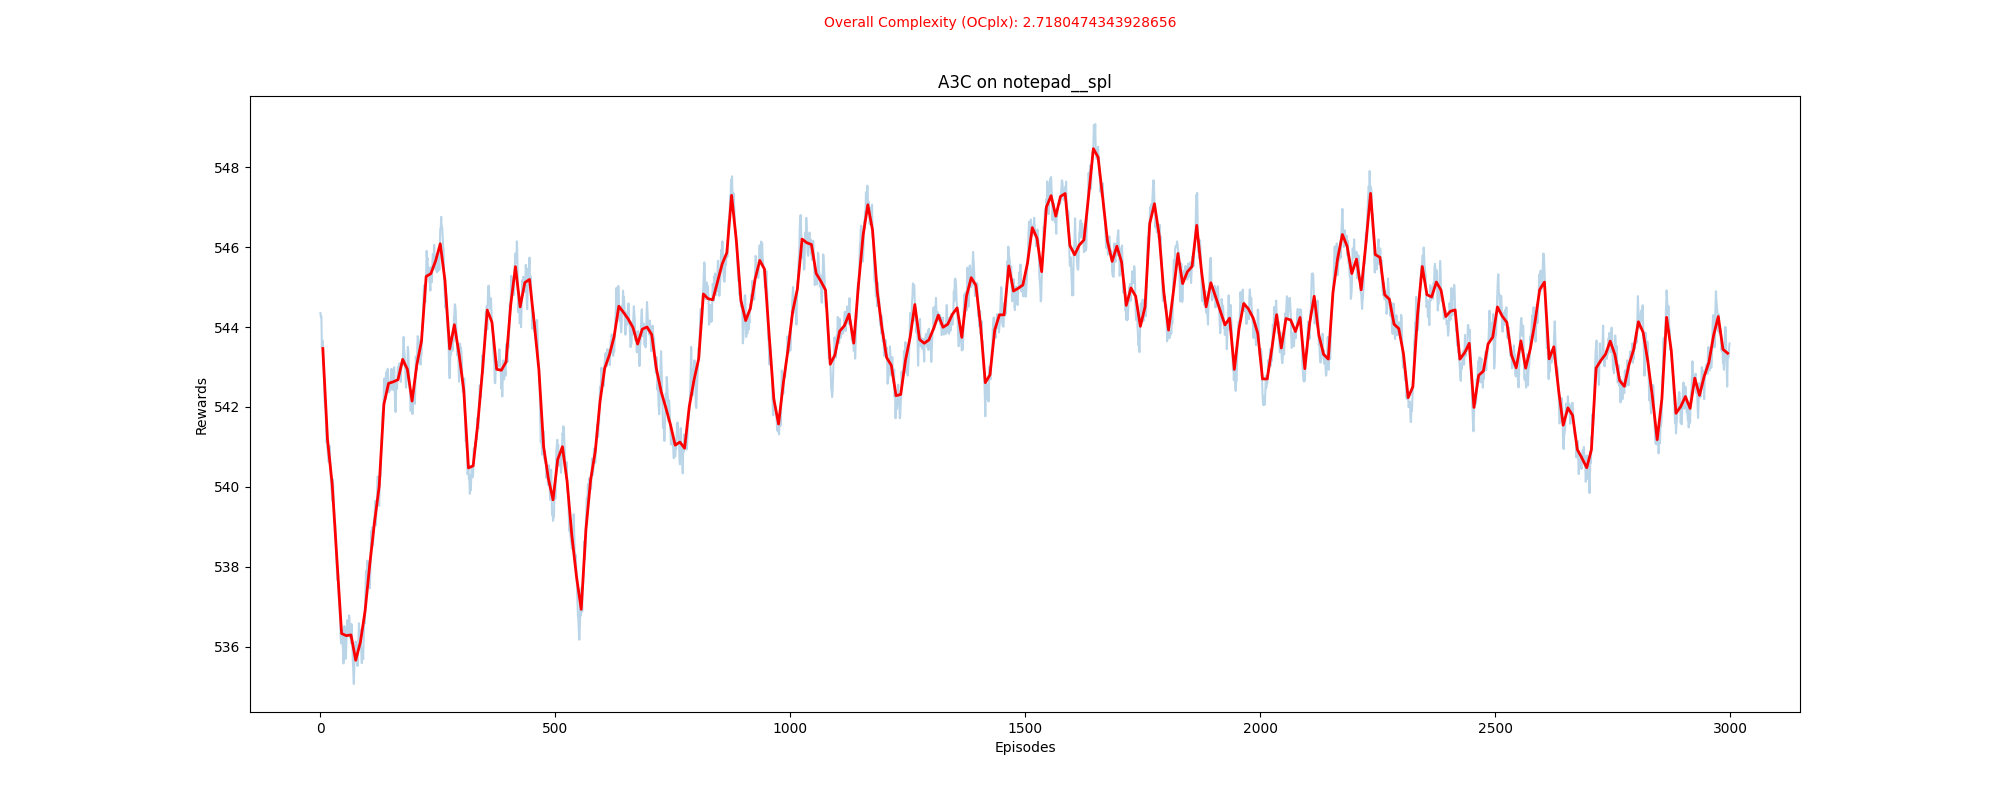 Overall Complexity (OCplx): 2.7180474343928656
A3C on notepad__spl
548
546
544
542
540
538
536
Rewards
0 500 1000 1500 2000 2500 3000
Episodes